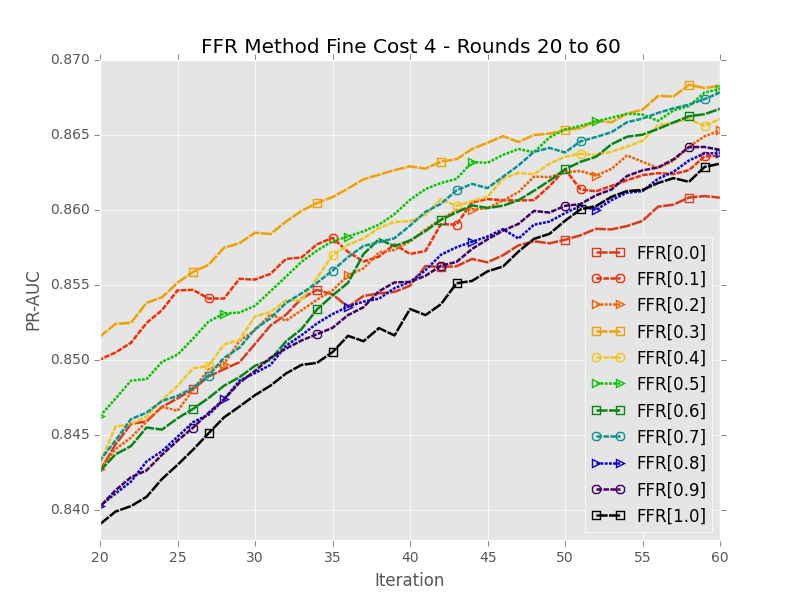 FFR Method Fine Cost 4 - Rounds 20 to 60
0.870
0.865
0.860
0.855
0.850
0.845
0.840
PR-AUC
20 25 30 35 40 45 50 55 60
Iteration
FFR[0.0]
FFR[0.1]
FFR[0.2]
FFR[0.3]
FFR[0.4]
FFR[0.5]
FFR[0.6]
FFR[0.7]
FFR[0.8]
FFR[0.9]
FFR[1.0]